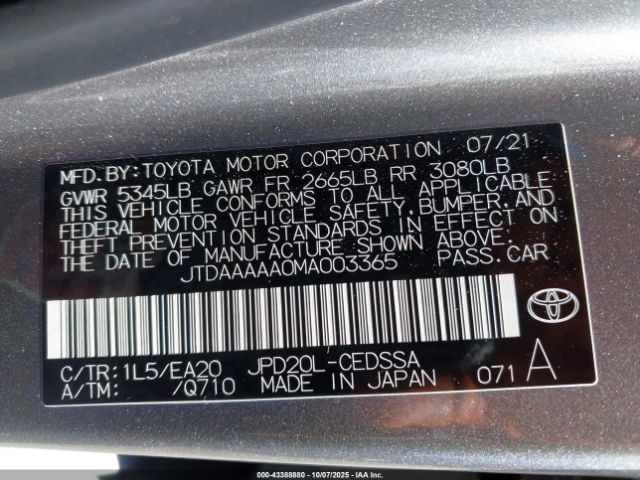 MFD. BY: TOYOTA MOTOR CORPORATION 07/21
GVWR 5345LB GAWR FR 2665LB RR 3080LB
THIS VEHICLE CONFORMS TO ALL APPLICABLE
FEDERAL MOTOR VEHICLE SAFETY, BUMPER, AND
THEFT PREVENTION STANDARDS IN EFFECT ON
THE DATE OF MANUFACTURE SHOWN ABOVE.
JTDAAAAAA0MA003365 PASS. CAR
C/TR: 1L5/EA20 JPD20L-CEDSSA
A/TM: /Q710 MADE IN JAPAN 071 A
000-43388880 - 10/07/2025 - IAA Inc.